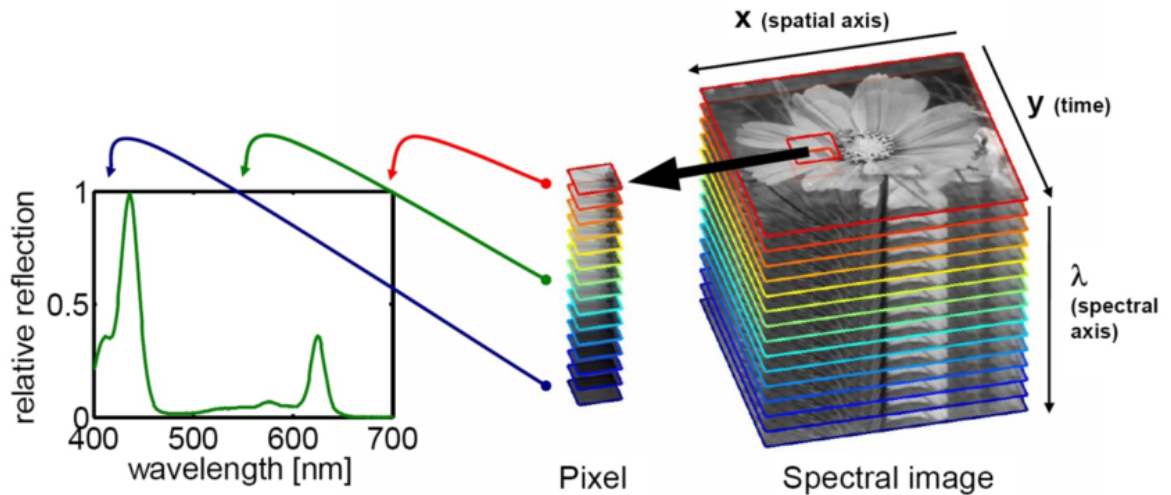 x (spatial axis)
y (time)
λ
(spectral
axis)
relative reflection
1
0.5
0
400 500 600 700
wavelength [nm]
Pixel
Spectral image